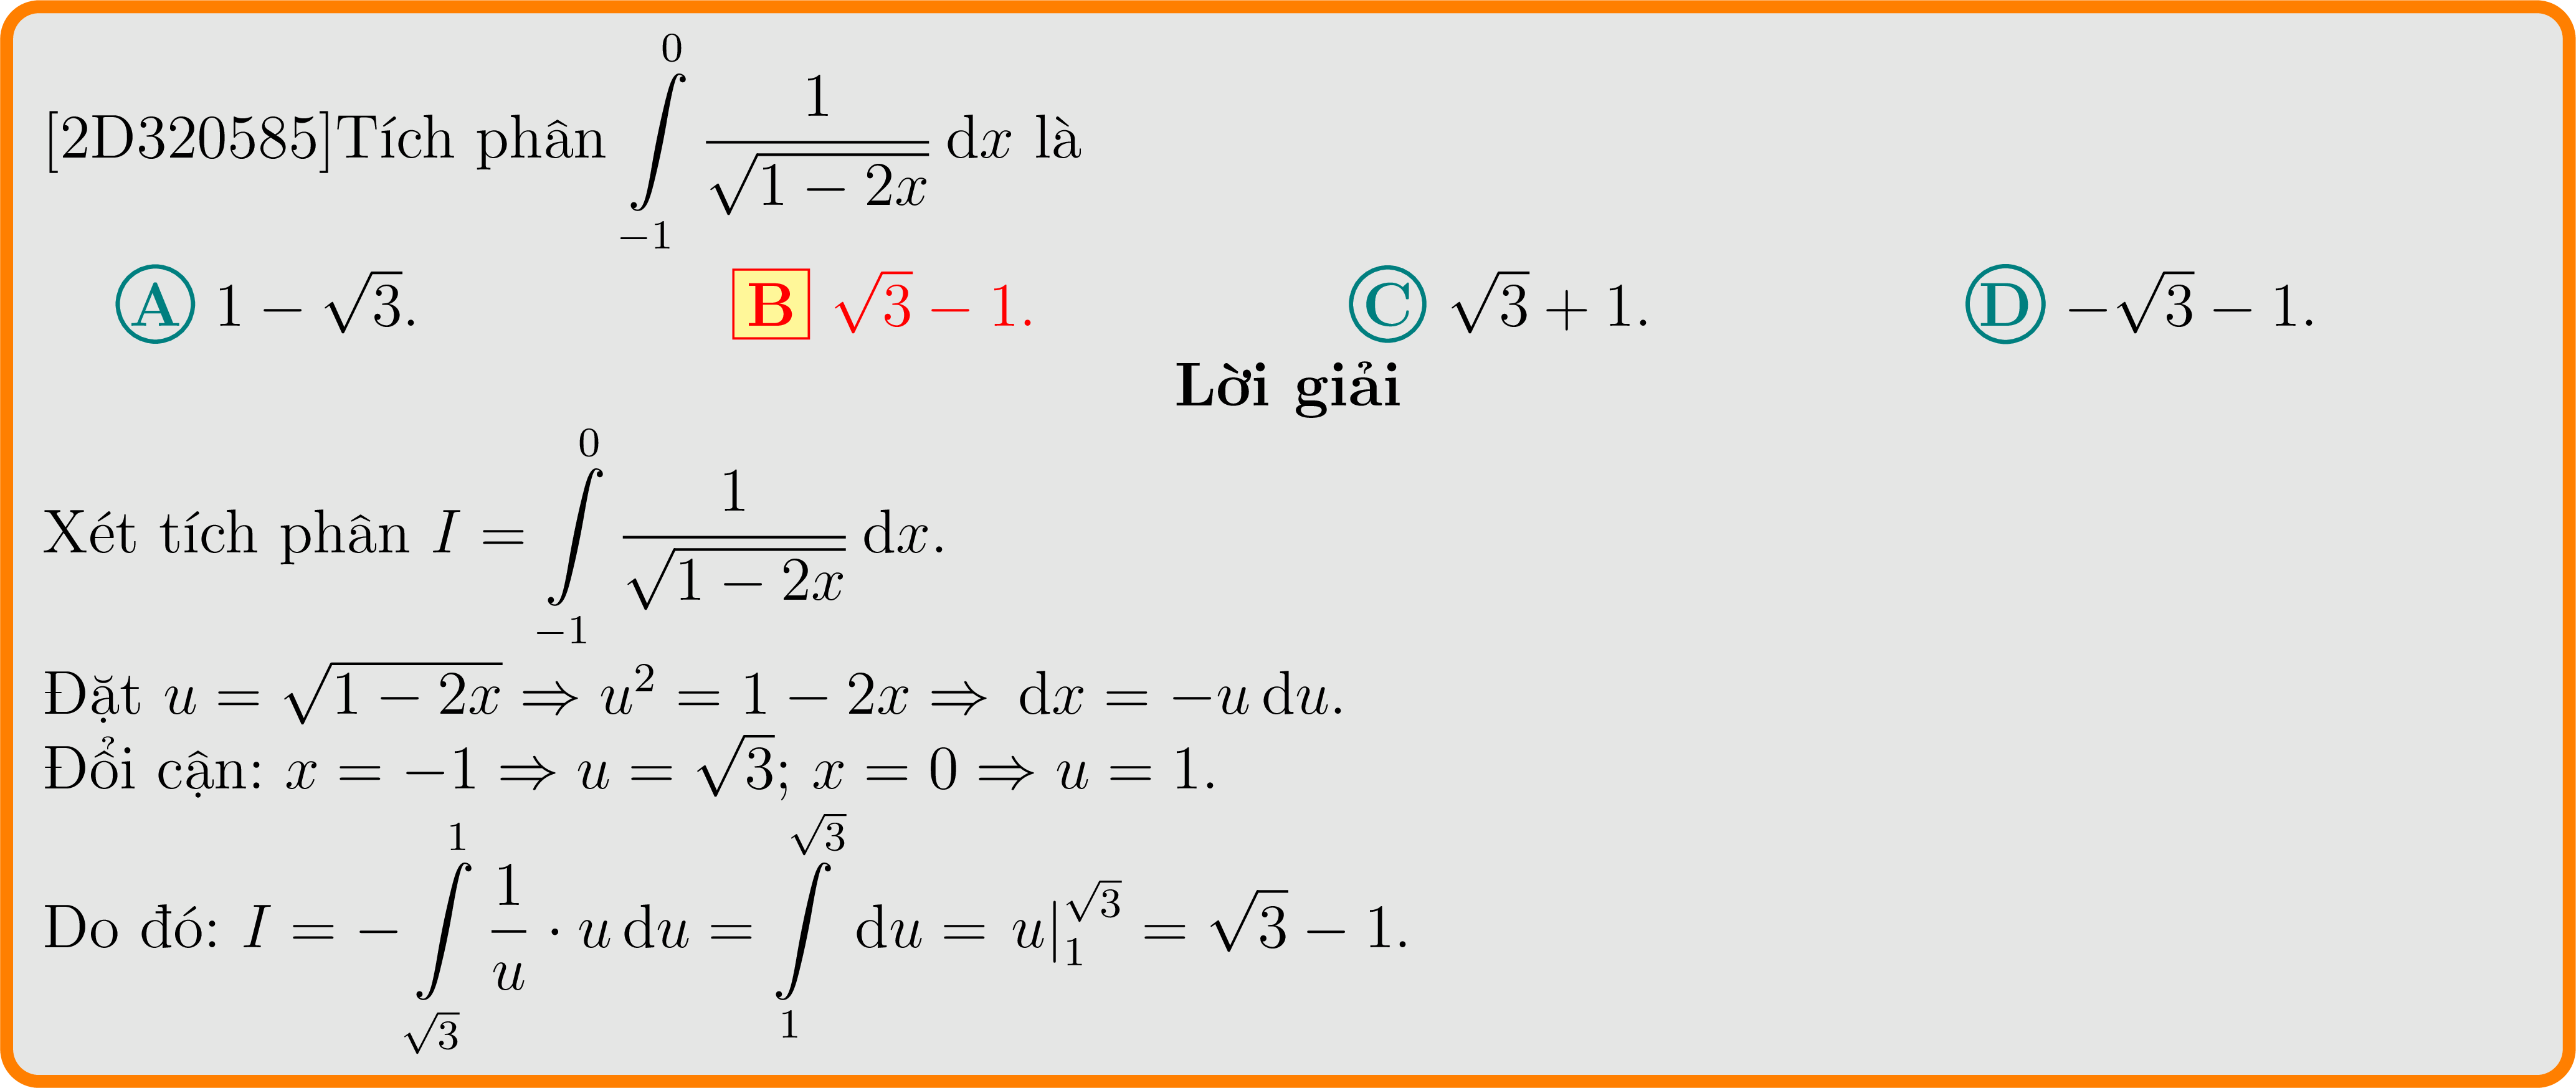 [2D320585]Tích phân $\int\limits_{-1}^{0} \dfrac{1}{\sqrt{1-2x}}\,\mathrm{d}x$ là
A $1-\sqrt{3}$. B $\sqrt{3}-1$. C $\sqrt{3}+1$. D $-\sqrt{3}-1$.
Lời giải
Xét tích phân $I = \int\limits_{-1}^{0} \dfrac{1}{\sqrt{1-2x}}\,\mathrm{d}x$.
Đặt $u = \sqrt{1-2x} \Rightarrow u^2 = 1-2x \Rightarrow \mathrm{d}x = -u\,\mathrm{d}u$.
Đổi cận: $x = -1 \Rightarrow u = \sqrt{3}$; $x = 0 \Rightarrow u = 1$.
Do đó: $I = -\int\limits_{\sqrt{3}}^{1} \dfrac{1}{u} \cdot u\,\mathrm{d}u = \int\limits_{1}^{\sqrt{3}} \mathrm{d}u = u|_{1}^{\sqrt{3}} = \sqrt{3}-1$.